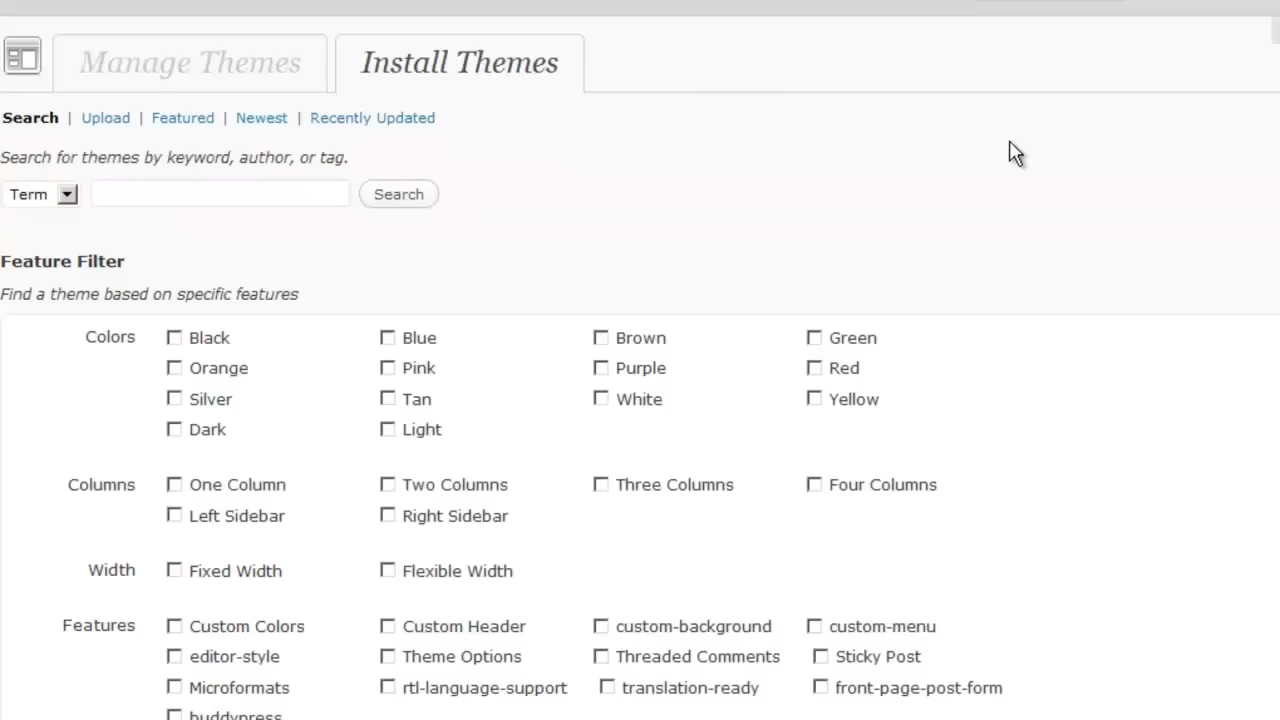 Manage Themes Install Themes
Search | Upload | Featured | Newest | Recently Updated
Search for themes by keyword, author, or tag.
Term Search
Feature Filter
Find a theme based on specific features
Colors Black Blue Brown Green
Orange Pink Purple Red
Silver Tan White Yellow
Dark Light
Columns One Column Two Columns Three Columns Four Columns
Left Sidebar Right Sidebar
Width Fixed Width Flexible Width
Features Custom Colors Custom Header custom-background custom-menu
editor-style Theme Options Threaded Comments Sticky Post
Microformats rtl-language-support translation-ready front-page-post-form
buddypress